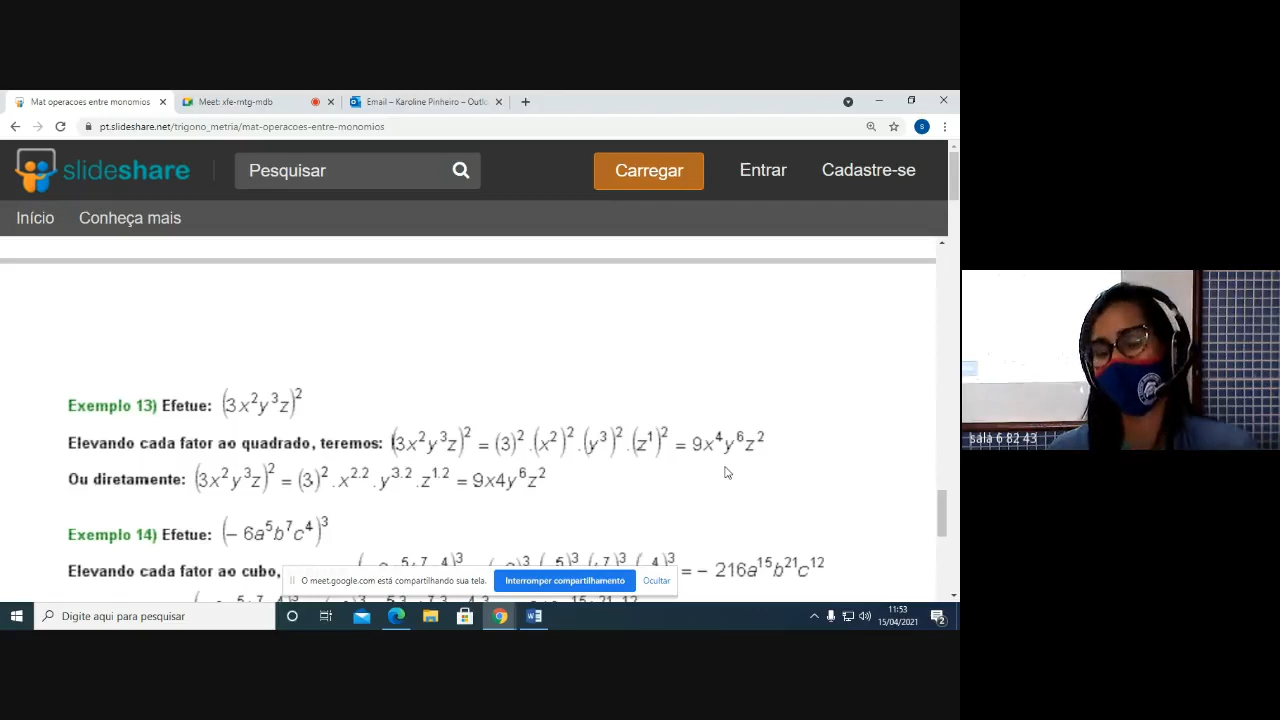 Mat operacoes entre monomios
Meet: xfe-mtg-mdb
Email – Karoline Pinheiro – Outlo
pt.slideshare.net/trigono_metria/mat-operacoes-entre-monomios
S
slideshare
Pesquisar
Carregar
Entrar
Cadastre-se
Início
Conheça mais
Exemplo 13) Efetue: (3x²y³z)²
Elevando cada fator ao quadrado, teremos: (3x²y³z)² = (3)².(x²)².(y³)².(z¹)² = 9x⁴y⁶z²
Ou diretamente: (3x²y³z)² = (3)².x^2.2.y^3.2.z^1.2 = 9x4y⁶z²
Exemplo 14) Efetue: (– 6a⁵b⁷c⁴)³
Elevando cada fator ao cubo,
= – 216a¹⁵b²¹c¹²
O meet.google.com está compartilhando sua tela.
Interromper compartilhamento
Ocultar
Digite aqui para pesquisar
11:53
15/04/2021
2
sala 6 82 43